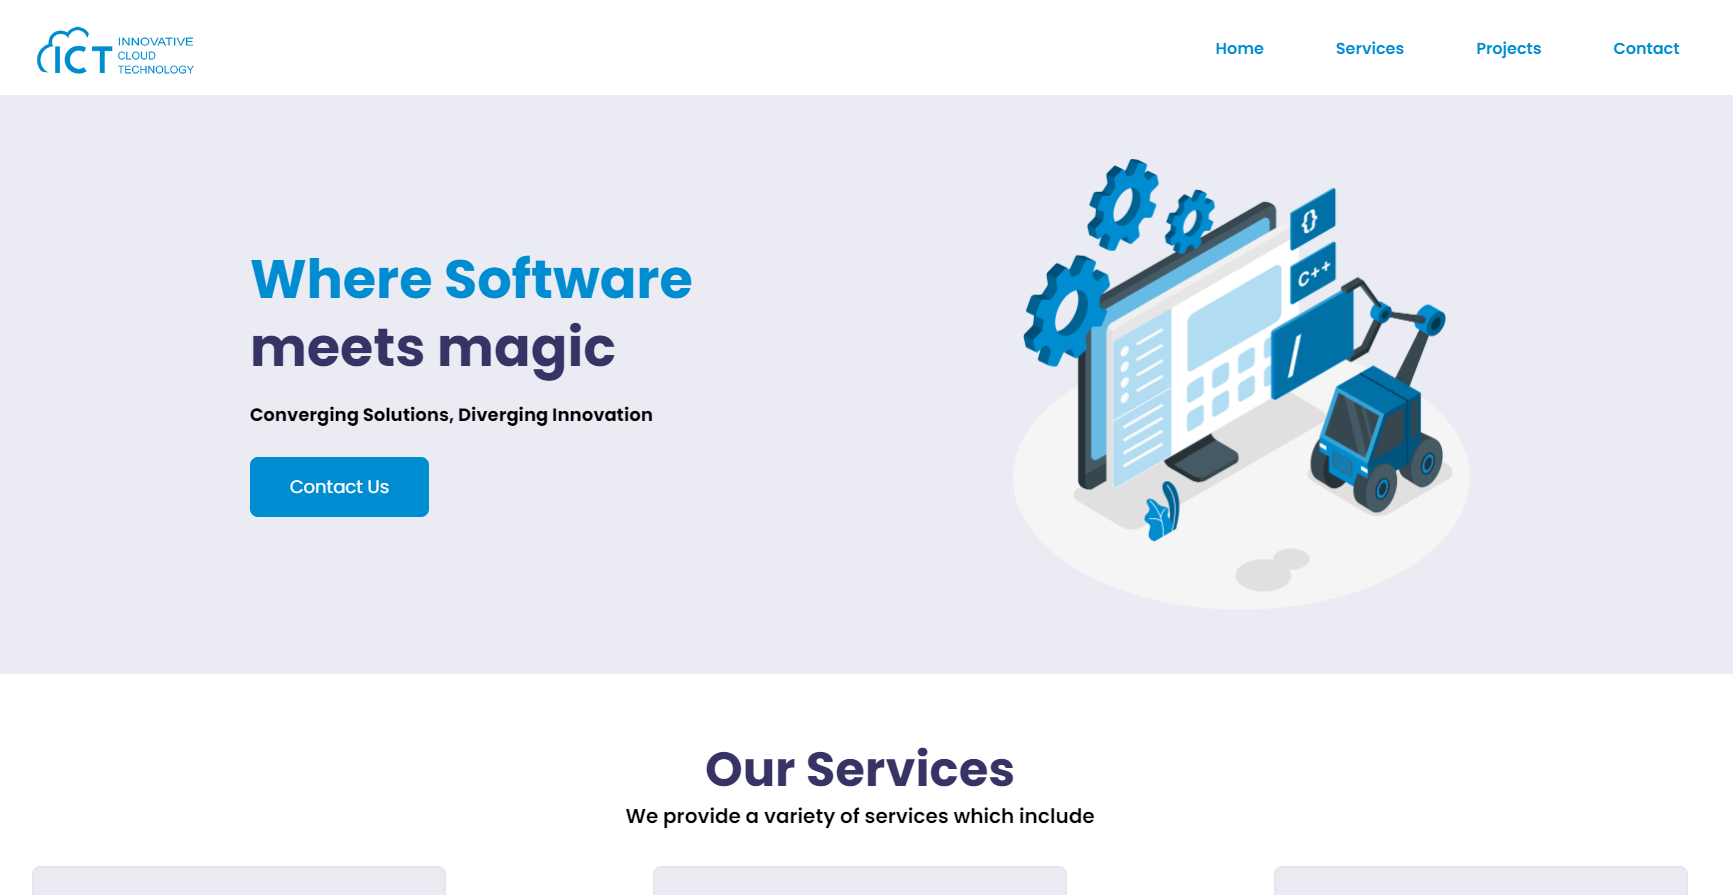 ICT INNOVATIVE
CLOUD
TECHNOLOGY
Home Services Projects Contact
Where Software
meets magic
Converging Solutions, Diverging Innovation
Contact Us
{}
C++
/
Our Services
We provide a variety of services which include